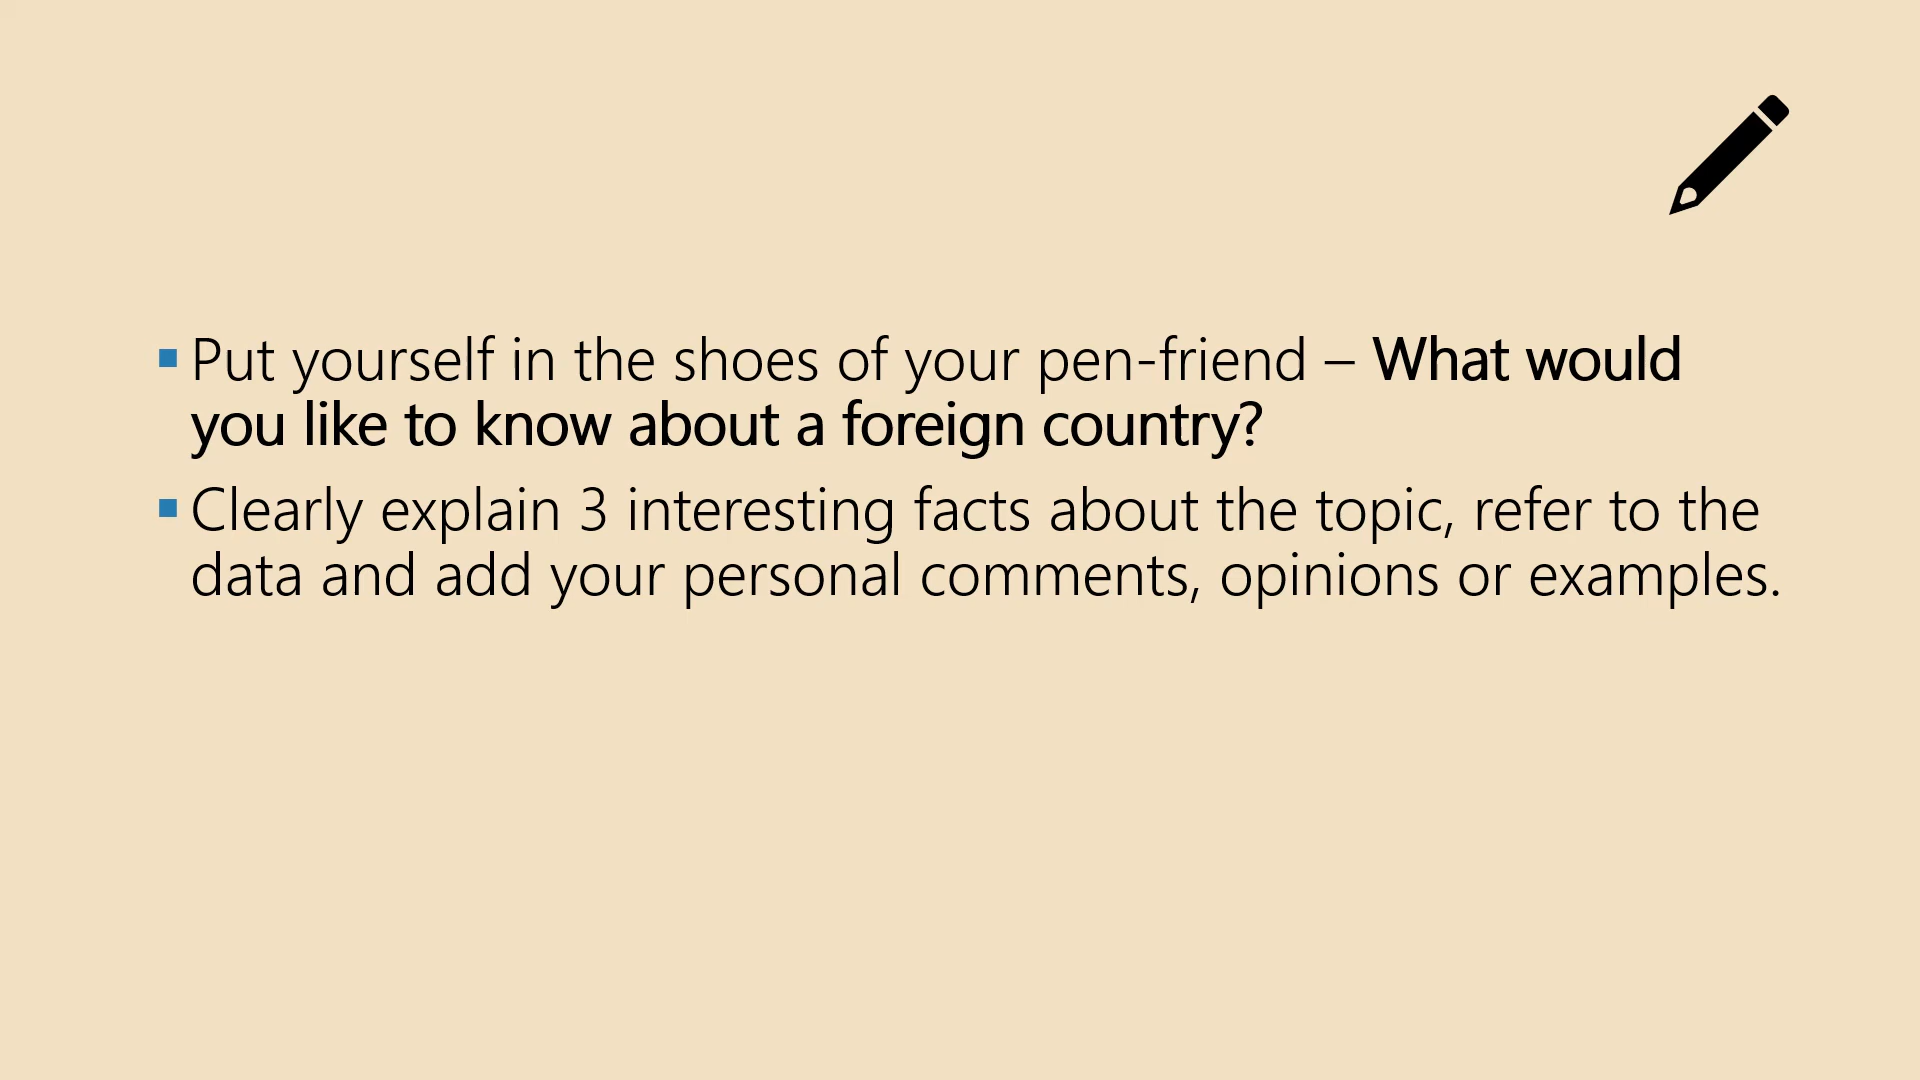 Put yourself in the shoes of your pen-friend – What would
you like to know about a foreign country?
Clearly explain 3 interesting facts about the topic, refer to the
data and add your personal comments, opinions or examples.